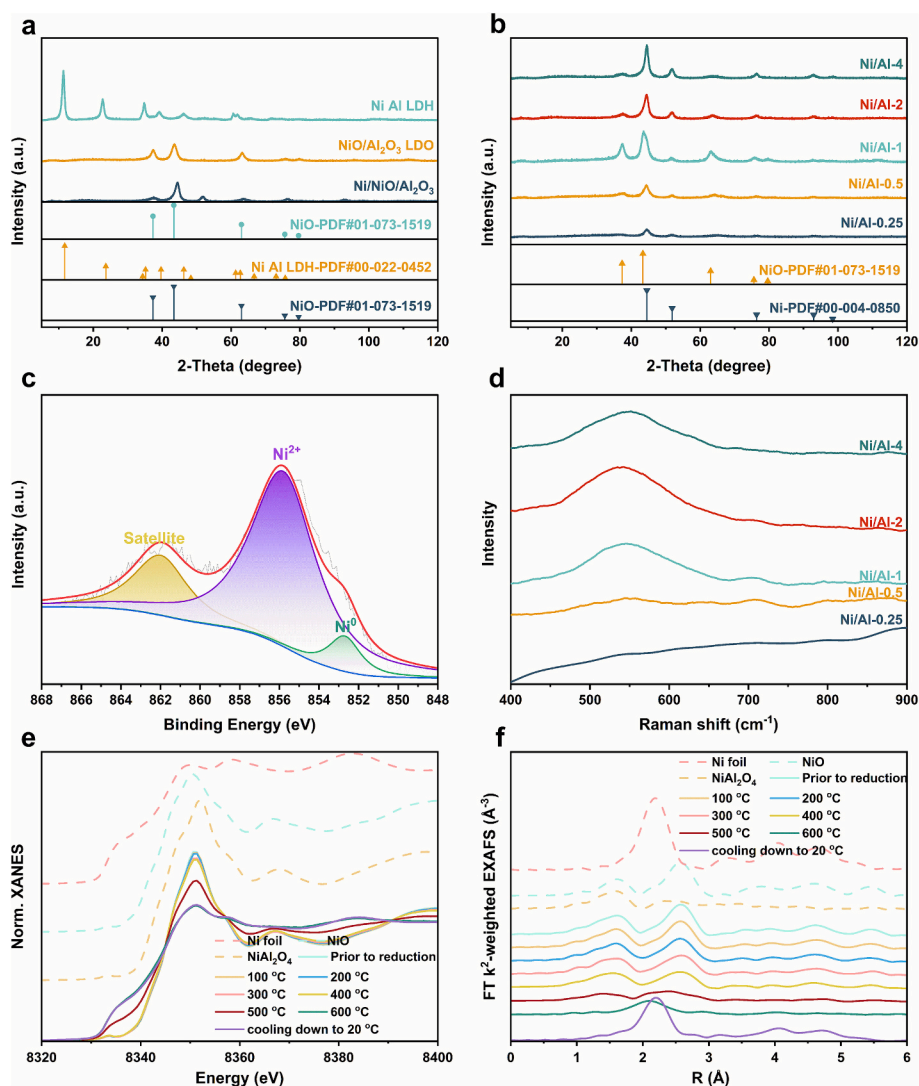 a
Ni Al LDH
NiO/Al₂O₃ LDO
Ni/NiO/Al₂O₃
NiO-PDF#01-073-1519
Ni Al LDH-PDF#00-022-0452
NiO-PDF#01-073-1519
Intensity (a.u.)
20 40 60 80 100 120
2-Theta (degree)
b
Ni/Al-4
Ni/Al-2
Ni/Al-1
Ni/Al-0.5
Ni/Al-0.25
NiO-PDF#01-073-1519
Ni-PDF#00-004-0850
Intensity (a.u.)
20 40 60 80 100 120
2-Theta (degree)
c
Ni²⁺
Satellite
Ni⁰
Intensity (a.u.)
868 866 864 862 860 858 856 854 852 850 848
Binding Energy (eV)
d
Ni/Al-4
Ni/Al-2
Ni/Al-1
Ni/Al-0.5
Ni/Al-0.25
Intensity
400 500 600 700 800 900
Raman shift (cm⁻¹)
e
Norm. XANES
Ni foil NiO
NiAl₂O₄ Prior to reduction
100 °C 200 °C
300 °C 400 °C
500 °C 600 °C
cooling down to 20 °C
8320 8340 8360 8380 8400
Energy (eV)
f
Ni foil NiO
NiAl₂O₄ Prior to reduction
100 °C 200 °C
300 °C 400 °C
500 °C 600 °C
cooling down to 20 °C
FT k²-weighted EXAFS (Å⁻³)
0 1 2 3 4 5 6
R (Å)